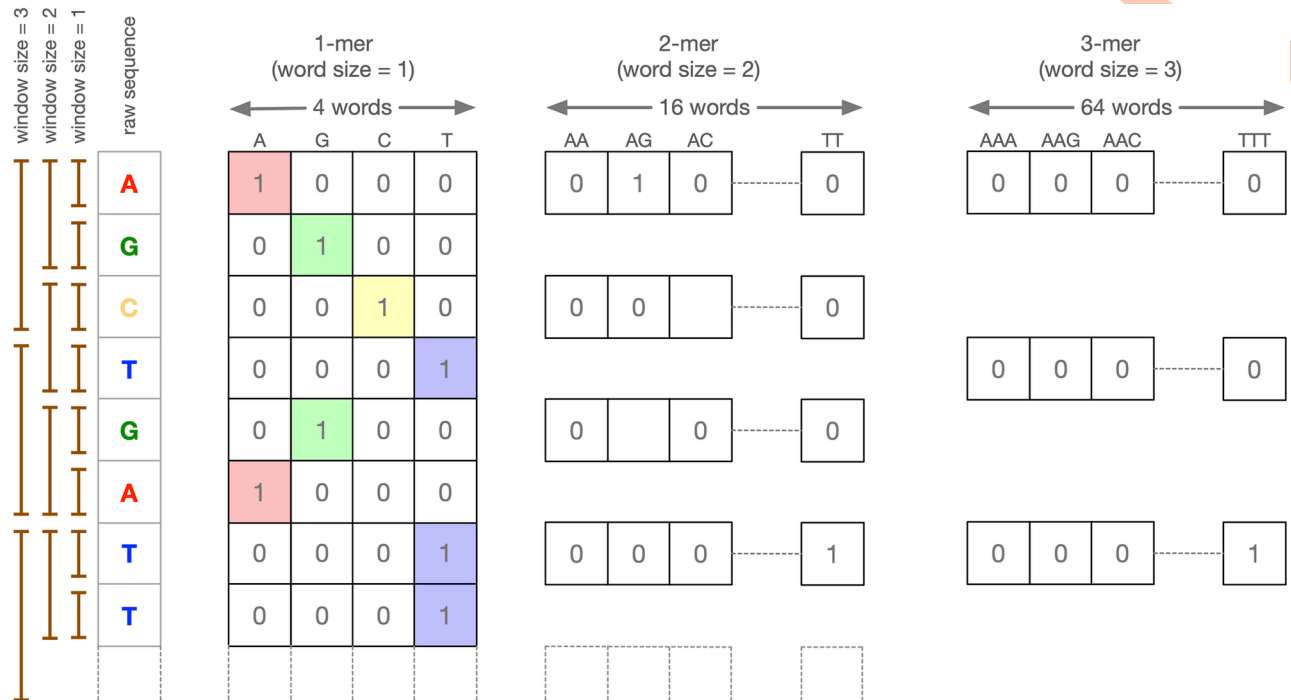 window size = 3
window size = 2
window size = 1
raw sequence
1-mer
(word size = 1)
2-mer
(word size = 2)
3-mer
(word size = 3)
4 words
16 words
64 words
A G C T
AA AG AC TT
AAA AAG AAC TTT
A 1 0 0 0 0 1 0 0 0 0 0 0
G 0 1 0 0
C 0 0 1 0 0 0 0
T 0 0 0 1 0 0 0 0
G 0 1 0 0 0 0 0
A 1 0 0 0
T 0 0 0 1 0 0 0 1 0 0 0 1
T 0 0 0 1